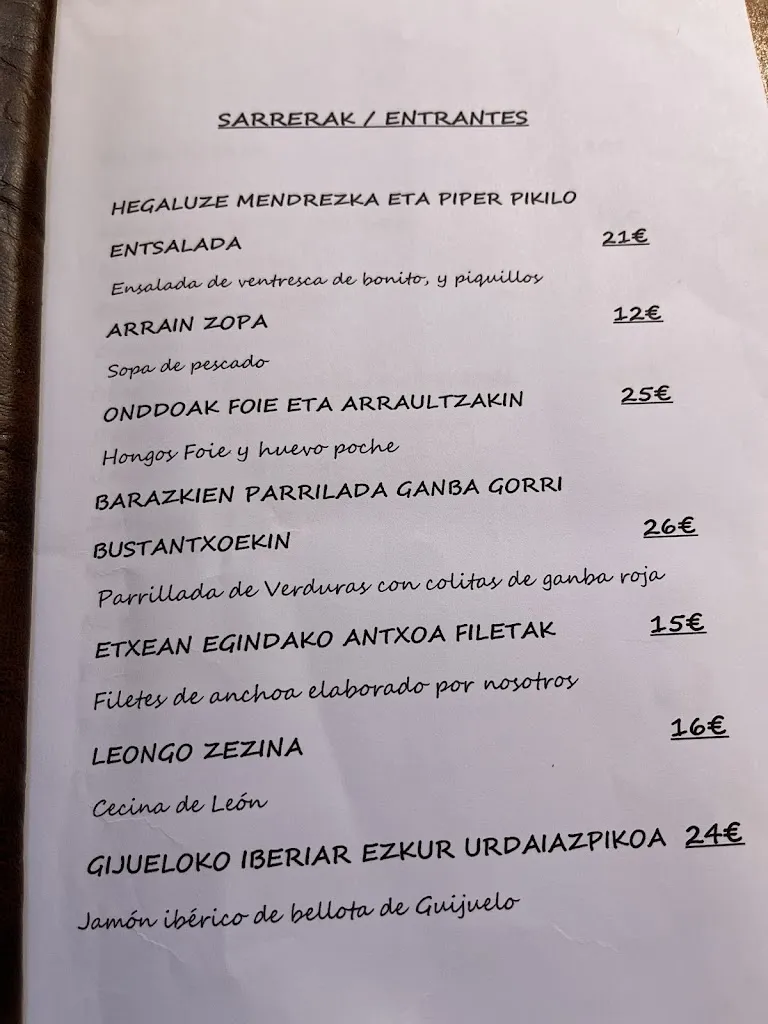 SARRERAK / ENTRANTES
HEGALUZE MENDREZKA ETA PIPER PIKILO
ENTSALADA 21€
Ensalada de ventresca de bonito, y piquillos
ARRAIN ZOPA 12€
Sopa de pescado
ONDDOAK FOIE ETA ARRAULTZAKIN 25€
Hongos Foie y huevo poche
BARAZKIEN PARRILADA GANBA GORRI
BUSTANTXOEKIN 26€
Parrillada de Verduras con colitas de ganba roja
ETXEAN EGINDAKO ANTXOA FILETAK 15€
Filetes de anchoa elaborado por nosotros
LEONGO ZEZINA 16€
Cecina de León
GIJUELOKO IBERIAR EZKUR URDAIAZPIKOA 24€
Jamón ibérico de bellota de Guijuelo